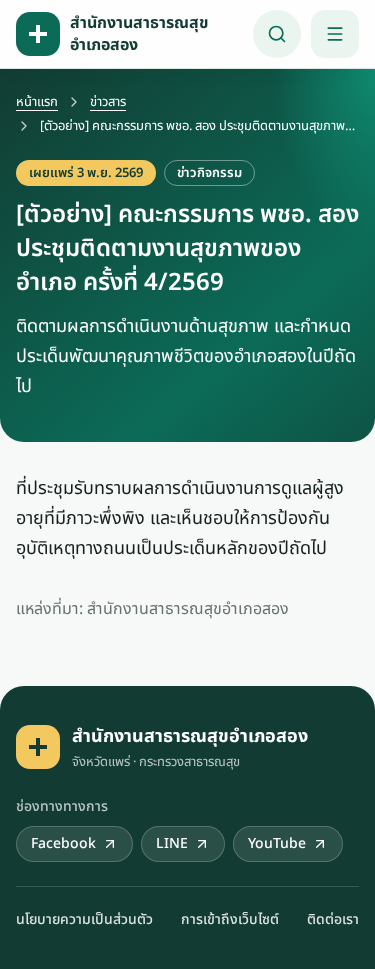 สำนักงานสาธารณสุข
อำเภอสอง
หน้าแรก
ข่าวสาร
[ตัวอย่าง] คณะกรรมการ พชอ. สอง ประชุมติดตามงานสุขภาพ...
เผยแพร่ 3 พ.ย. 2569
ข่าวกิจกรรม
[ตัวอย่าง] คณะกรรมการ พชอ. สอง
ประชุมติดตามงานสุขภาพของ
อำเภอ ครั้งที่ 4/2569
ติดตามผลการดำเนินงานด้านสุขภาพ และกำหนด
ประเด็นพัฒนาคุณภาพชีวิตของอำเภอสองในปีถัด
ไป
ที่ประชุมรับทราบผลการดำเนินงานการดูแลผู้สูง
อายุที่มีภาวะพึ่งพิง และเห็นชอบให้การป้องกัน
อุบัติเหตุทางถนนเป็นประเด็นหลักของปีถัดไป
แหล่งที่มา: สำนักงานสาธารณสุขอำเภอสอง
สำนักงานสาธารณสุขอำเภอสอง
จังหวัดแพร่ · กระทรวงสาธารณสุข
ช่องทางทางการ
Facebook
LINE
YouTube
นโยบายความเป็นส่วนตัว
การเข้าถึงเว็บไซต์
ติดต่อเรา